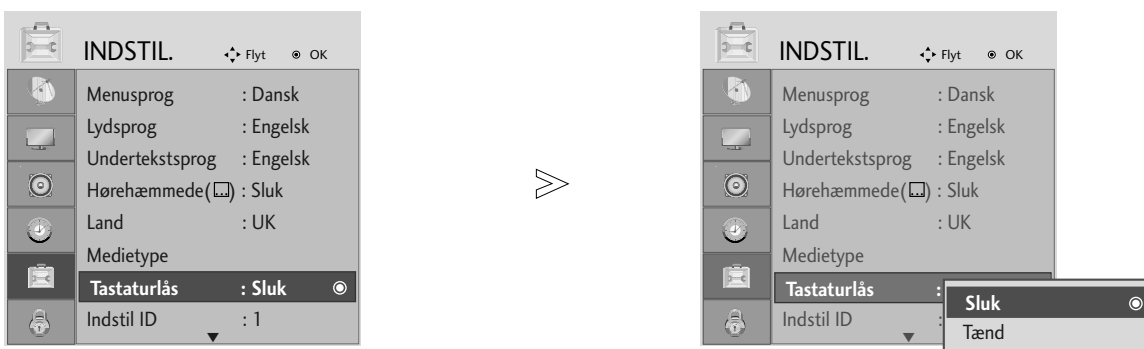 INDSTIL. Flyt OK
Menusprog : Dansk
Lydsprog : Engelsk
Undertekstsprog : Engelsk
Hørehæmmede( ) : Sluk
Land : UK
Medietype
Tastaturlås : Sluk
Indstil ID : 1
INDSTIL. Flyt OK
Menusprog : Dansk
Lydsprog : Engelsk
Undertekstsprog : Engelsk
Hørehæmmede( ) : Sluk
Land : UK
Medietype
Tastaturlås :
Indstil ID :
Sluk
Tænd